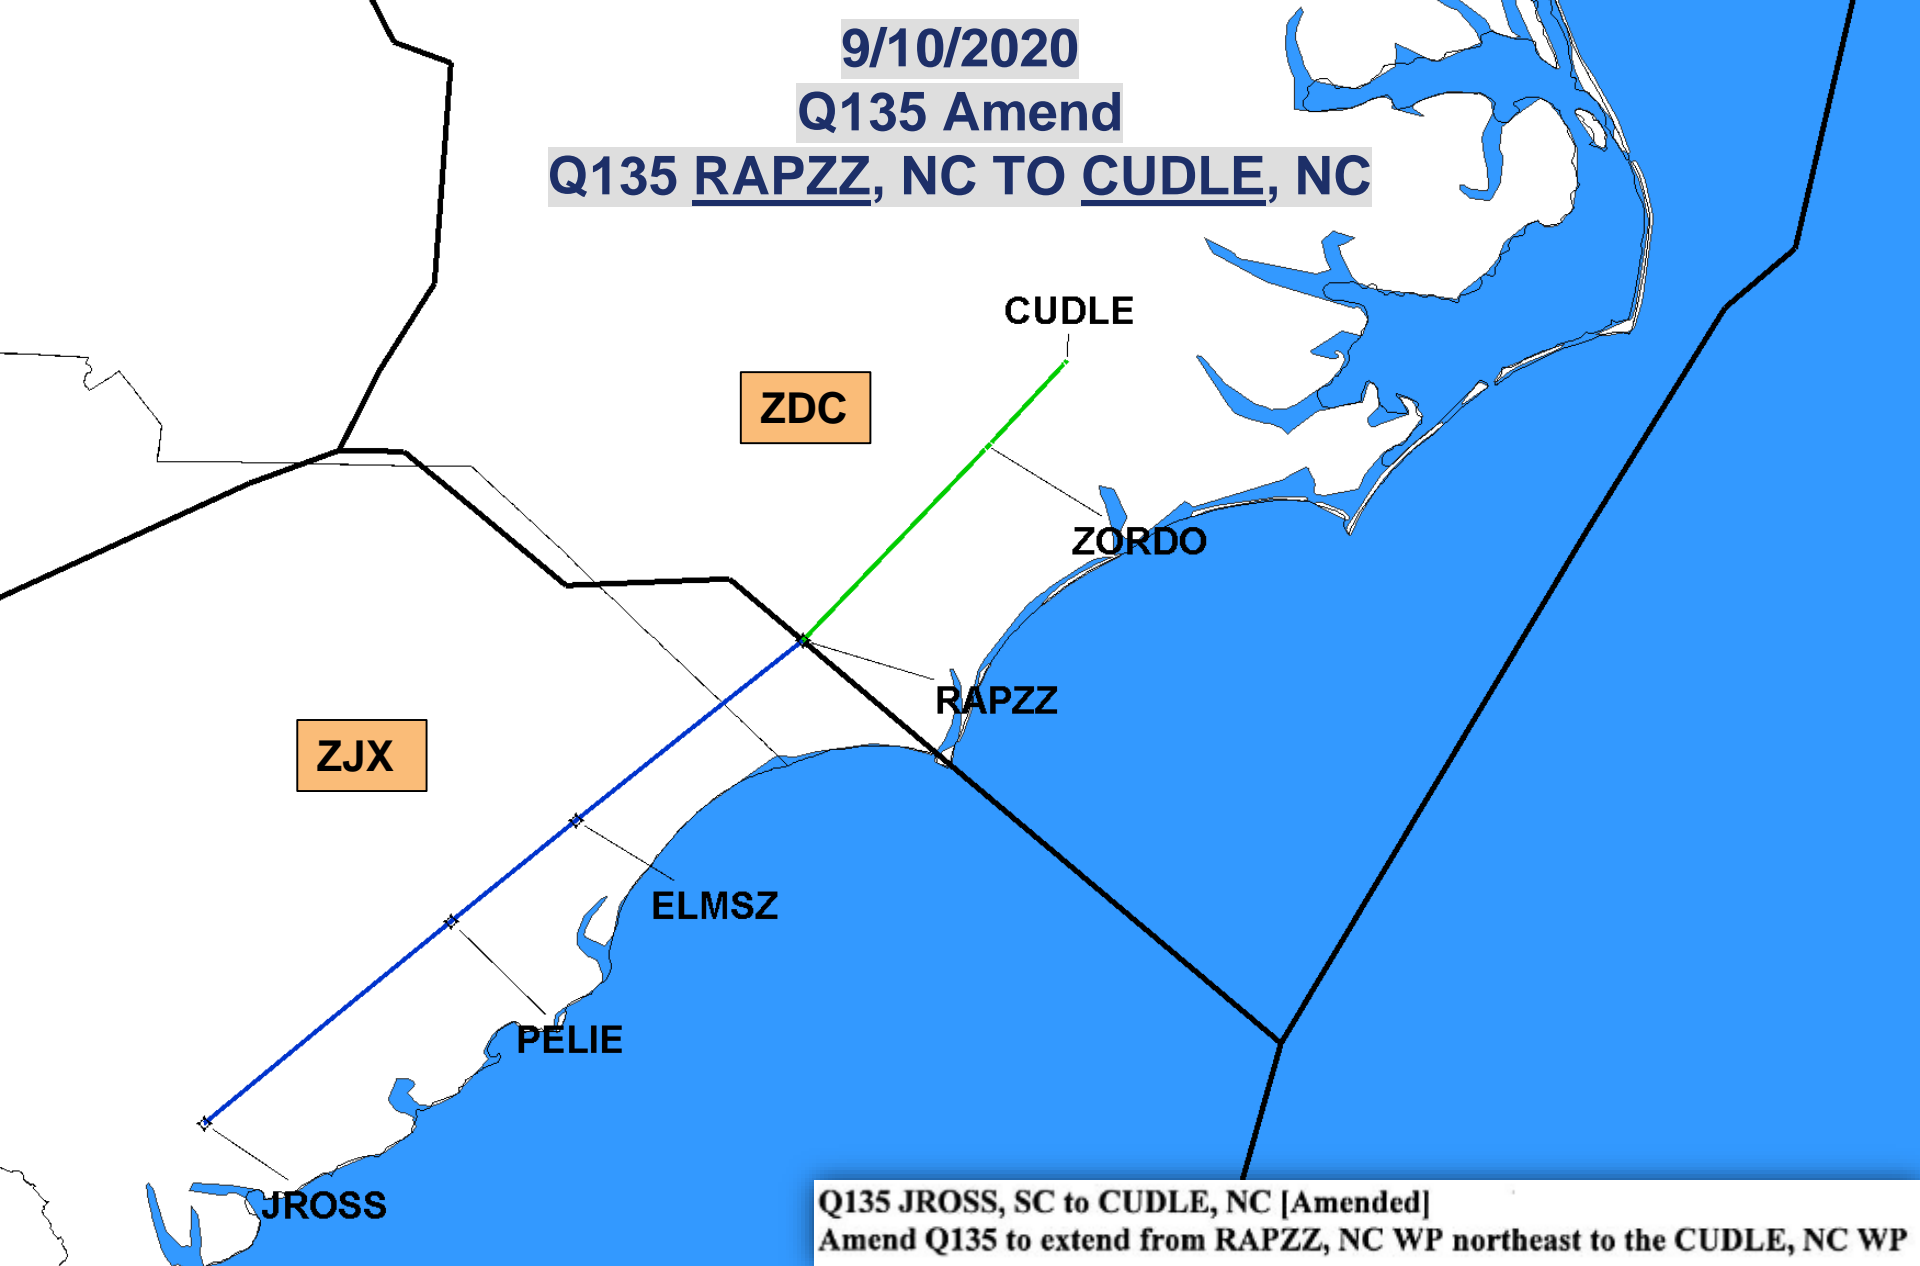 9/10/2020
Q135 Amend
Q135 RAPZZ, NC TO CUDLE, NC
CUDLE
ZDC
ZORDO
RAPZZ
ZJX
ELMSZ
PELIE
JROSS
Q135 JROSS, SC to CUDLE, NC [Amended]
Amend Q135 to extend from RAPZZ, NC WP northeast to the CUDLE, NC WP